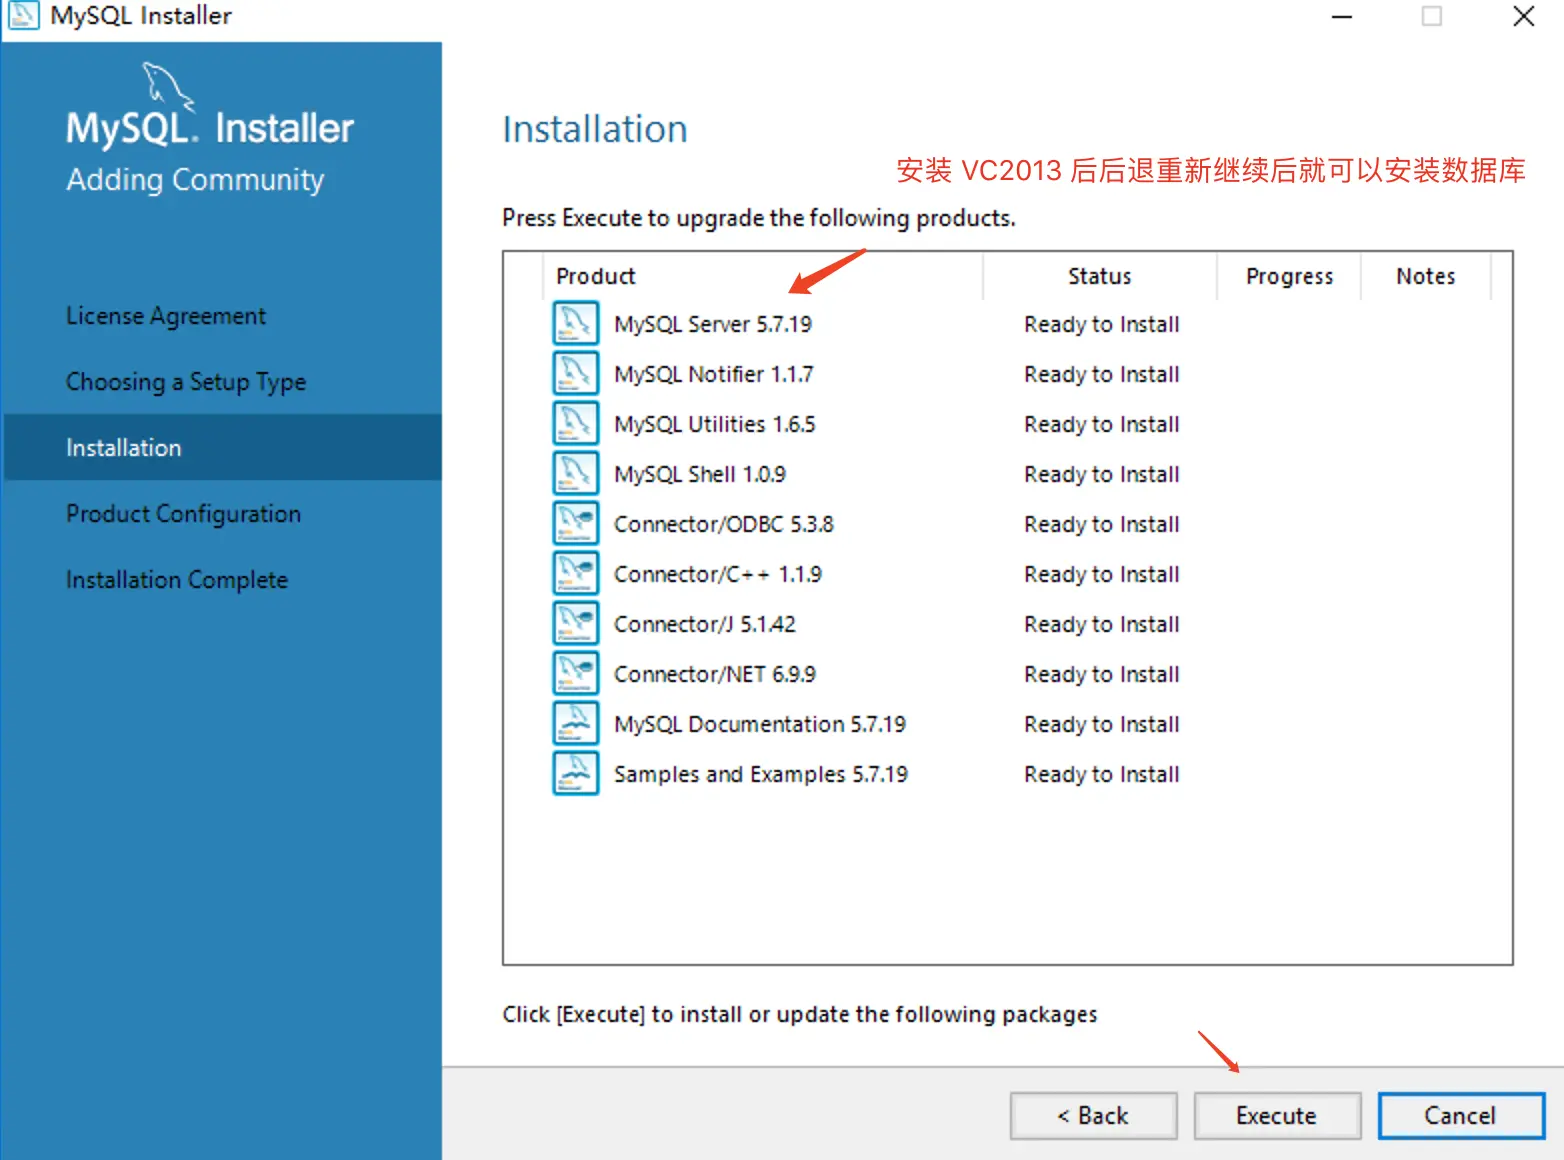 MySQL Installer
MySQL. Installer
Adding Community
License Agreement
Choosing a Setup Type
Installation
Product Configuration
Installation Complete
Installation
安装 VC2013 后后退重新继续后就可以安装数据库
Press Execute to upgrade the following products.
Product Status Progress Notes
MySQL Server 5.7.19 Ready to Install
MySQL Notifier 1.1.7 Ready to Install
MySQL Utilities 1.6.5 Ready to Install
MySQL Shell 1.0.9 Ready to Install
Connector/ODBC 5.3.8 Ready to Install
Connector/C++ 1.1.9 Ready to Install
Connector/J 5.1.42 Ready to Install
Connector/NET 6.9.9 Ready to Install
MySQL Documentation 5.7.19 Ready to Install
Samples and Examples 5.7.19 Ready to Install
Click [Execute] to install or update the following packages
< Back Execute Cancel